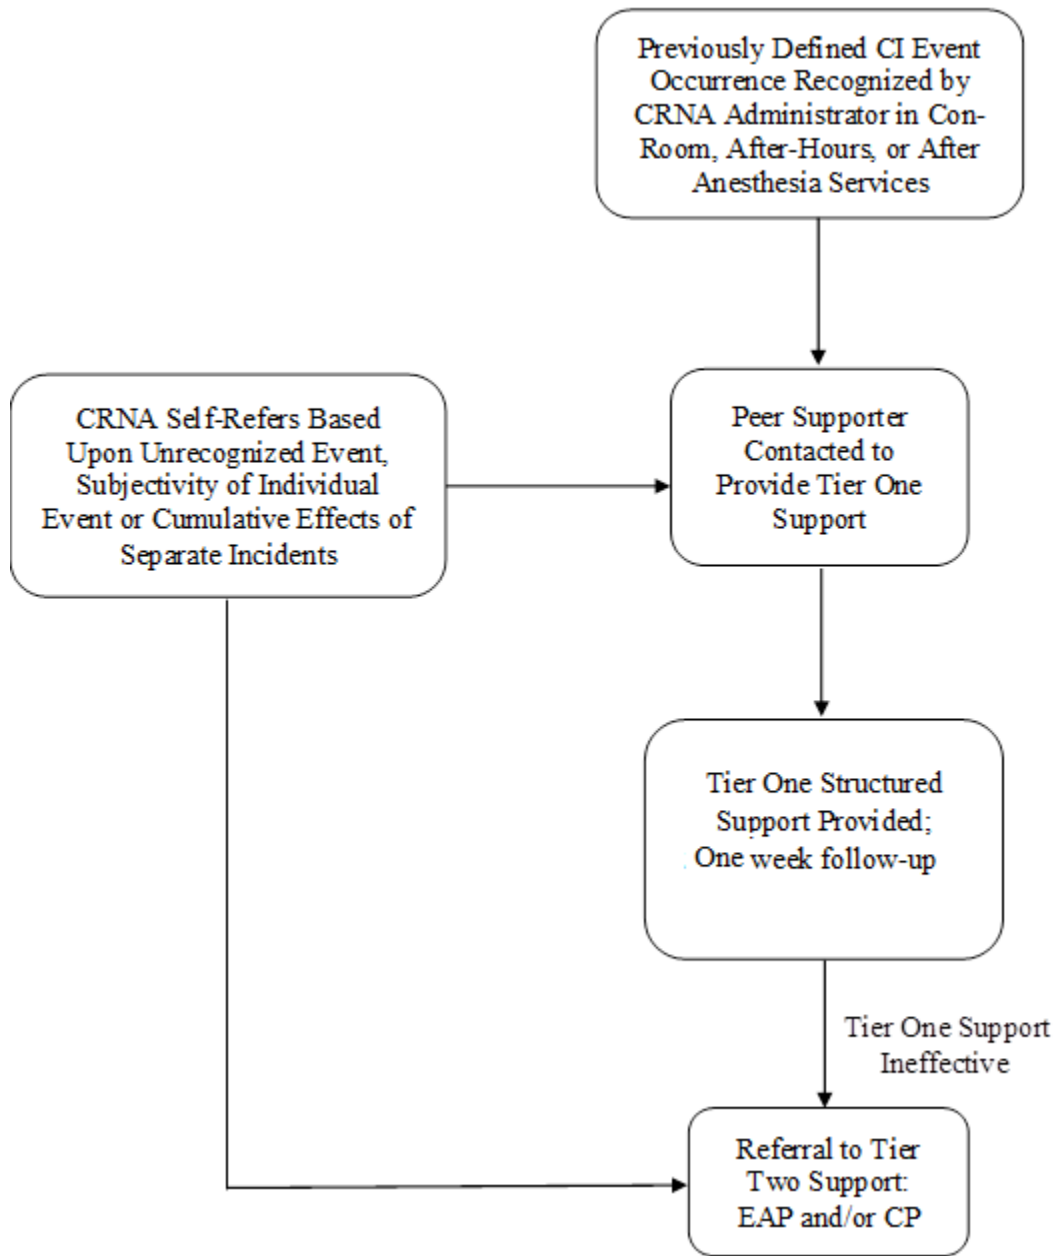 Previously Defined CI Event
Occurrence Recognized by
CRNA Administrator in Con-
Room, After-Hours, or After
Anesthesia Services
CRNA Self-Refers Based
Upon Unrecognized Event,
Subjectivity of Individual
Event or Cumulative Effects of
Separate Incidents
Peer Supporter
Contacted to
Provide Tier One
Support
Tier One Structured
Support Provided;
One week follow-up
Tier One Support
Ineffective
Referral to Tier
Two Support:
EAP and/or CP